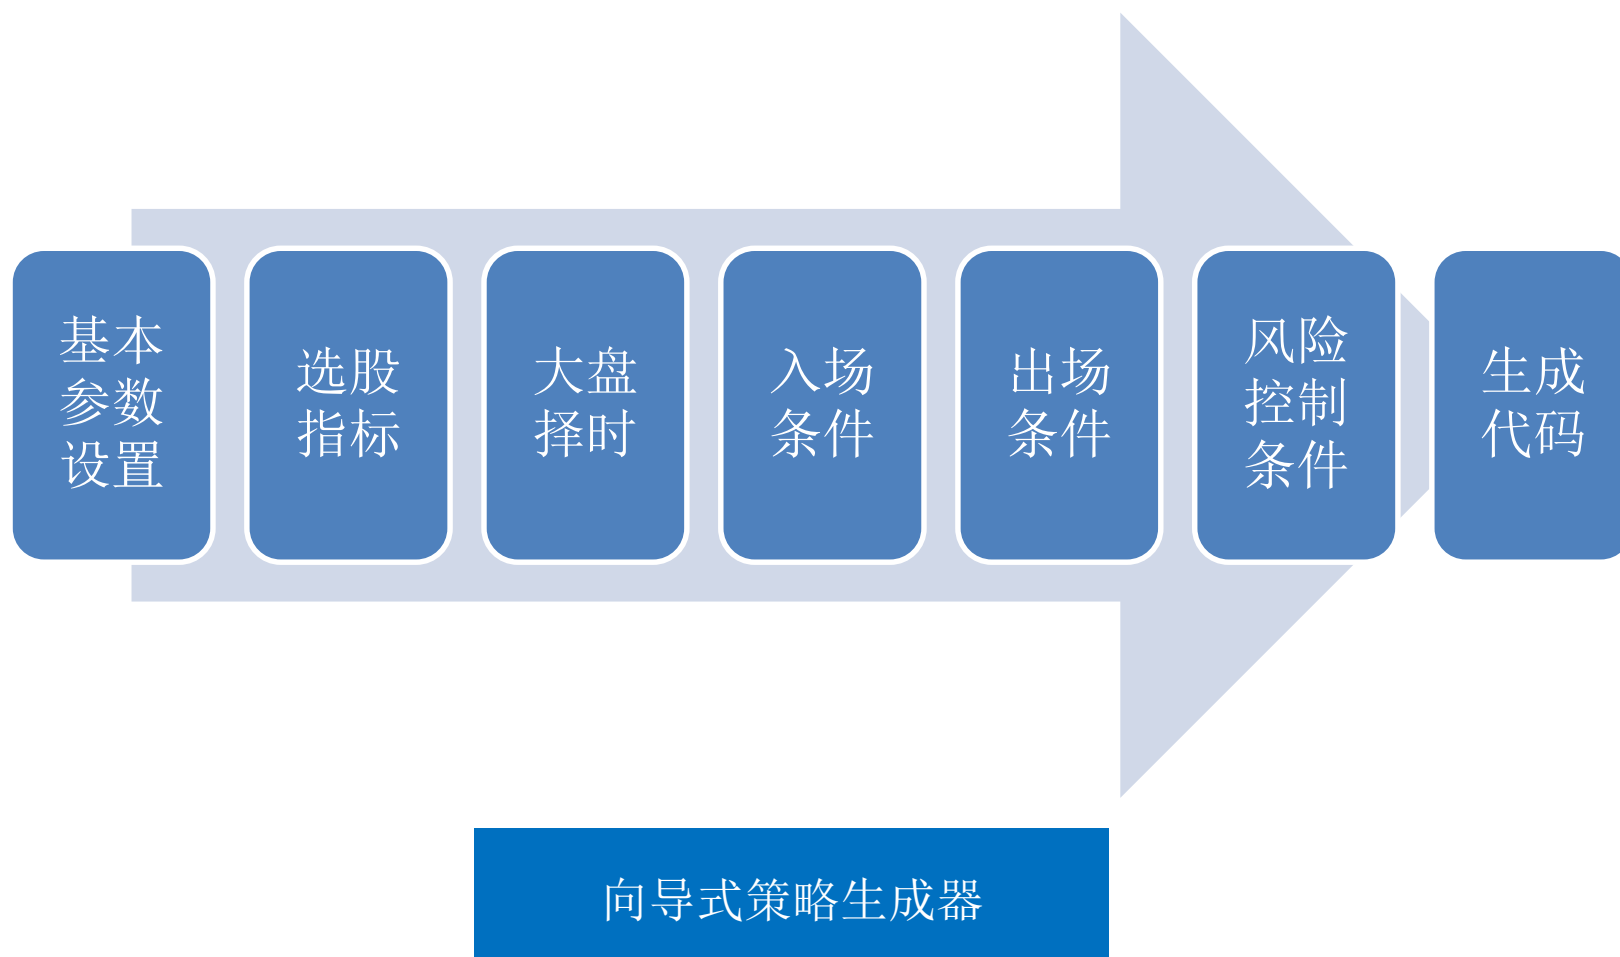 基本
参数
设置
选股
指标
大盘
择时
入场
条件
出场
条件
风险
控制
条件
生成
代码
向导式策略生成器